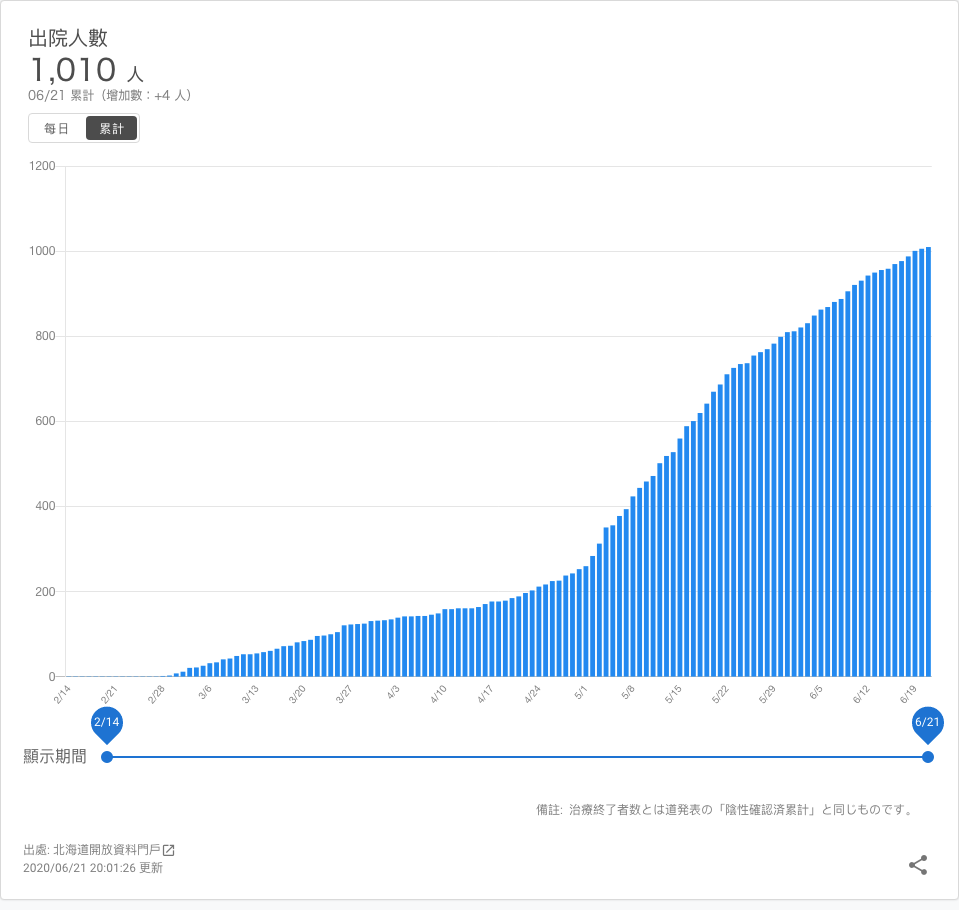 出院人數
1,010 人
06/21 累計（增加數：+4 人）
每日 累計
1200
1000
800
600
400
200
0
2/14 2/21 2/28 3/6 3/13 3/20 3/27 4/3 4/10 4/17 4/24 5/1 5/8 5/15 5/22 5/29 6/5 6/12 6/19
2/14 6/21
顯示期間
備註: 治療終了者数とは道発表の「陰性確認済累計」と同じものです。
出處: 北海道開放資料門戶
2020/06/21 20:01:26 更新